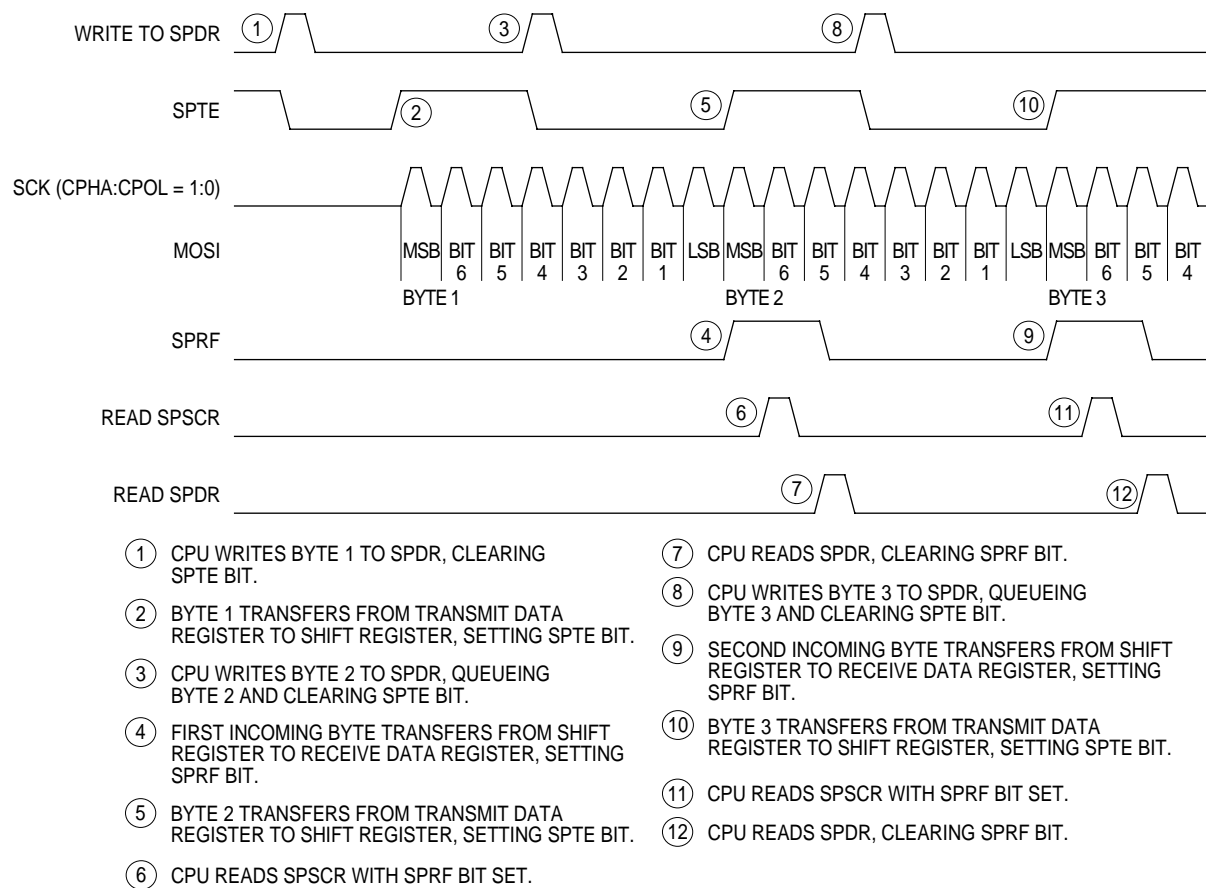 WRITE TO SPDR 1 3 8
SPTE 2 5 10
SCK (CPHA:CPOL = 1:0)
MOSI MSB BIT 6 BIT 5 BIT 4 BIT 3 BIT 2 BIT 1 LSB MSB BIT 6 BIT 5 BIT 4 BIT 3 BIT 2 BIT 1 LSB MSB BIT 6 BIT 5 BIT 4
BYTE 1 BYTE 2 BYTE 3
SPRF 4 9
READ SPSCR 6 11
READ SPDR 7 12
1 CPU WRITES BYTE 1 TO SPDR, CLEARING
SPTE BIT.
2 BYTE 1 TRANSFERS FROM TRANSMIT DATA
REGISTER TO SHIFT REGISTER, SETTING SPTE BIT.
3 CPU WRITES BYTE 2 TO SPDR, QUEUEING
BYTE 2 AND CLEARING SPTE BIT.
4 FIRST INCOMING BYTE TRANSFERS FROM SHIFT
REGISTER TO RECEIVE DATA REGISTER, SETTING
SPRF BIT.
5 BYTE 2 TRANSFERS FROM TRANSMIT DATA
REGISTER TO SHIFT REGISTER, SETTING SPTE BIT.
6 CPU READS SPSCR WITH SPRF BIT SET.
7 CPU READS SPDR, CLEARING SPRF BIT.
8 CPU WRITES BYTE 3 TO SPDR, QUEUEING
BYTE 3 AND CLEARING SPTE BIT.
9 SECOND INCOMING BYTE TRANSFERS FROM SHIFT
REGISTER TO RECEIVE DATA REGISTER, SETTING
SPRF BIT.
10 BYTE 3 TRANSFERS FROM TRANSMIT DATA
REGISTER TO SHIFT REGISTER, SETTING SPTE BIT.
11 CPU READS SPSCR WITH SPRF BIT SET.
12 CPU READS SPDR, CLEARING SPRF BIT.